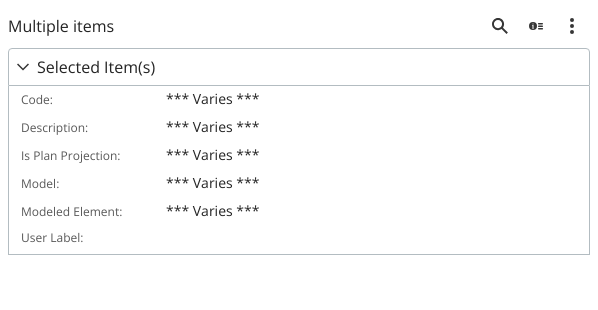 Multiple items
Selected Item(s)
Code: *** Varies ***
Description: *** Varies ***
Is Plan Projection: *** Varies ***
Model: *** Varies ***
Modeled Element: *** Varies ***
User Label: